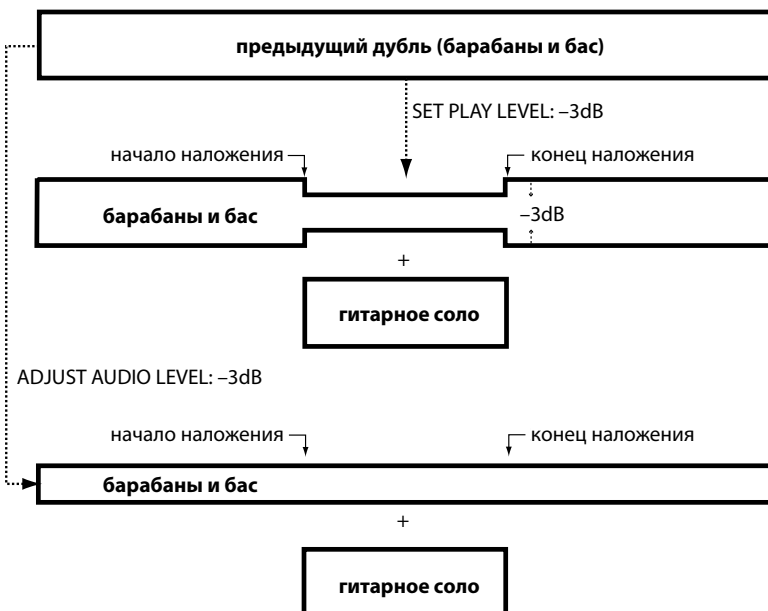 предыдущий дубль (барабаны и бас)
SET PLAY LEVEL: –3dB
начало наложения
конец наложения
барабаны и бас
–3dB
+
гитарное соло
ADJUST AUDIO LEVEL: –3dB
начало наложения
конец наложения
барабаны и бас
+
гитарное соло